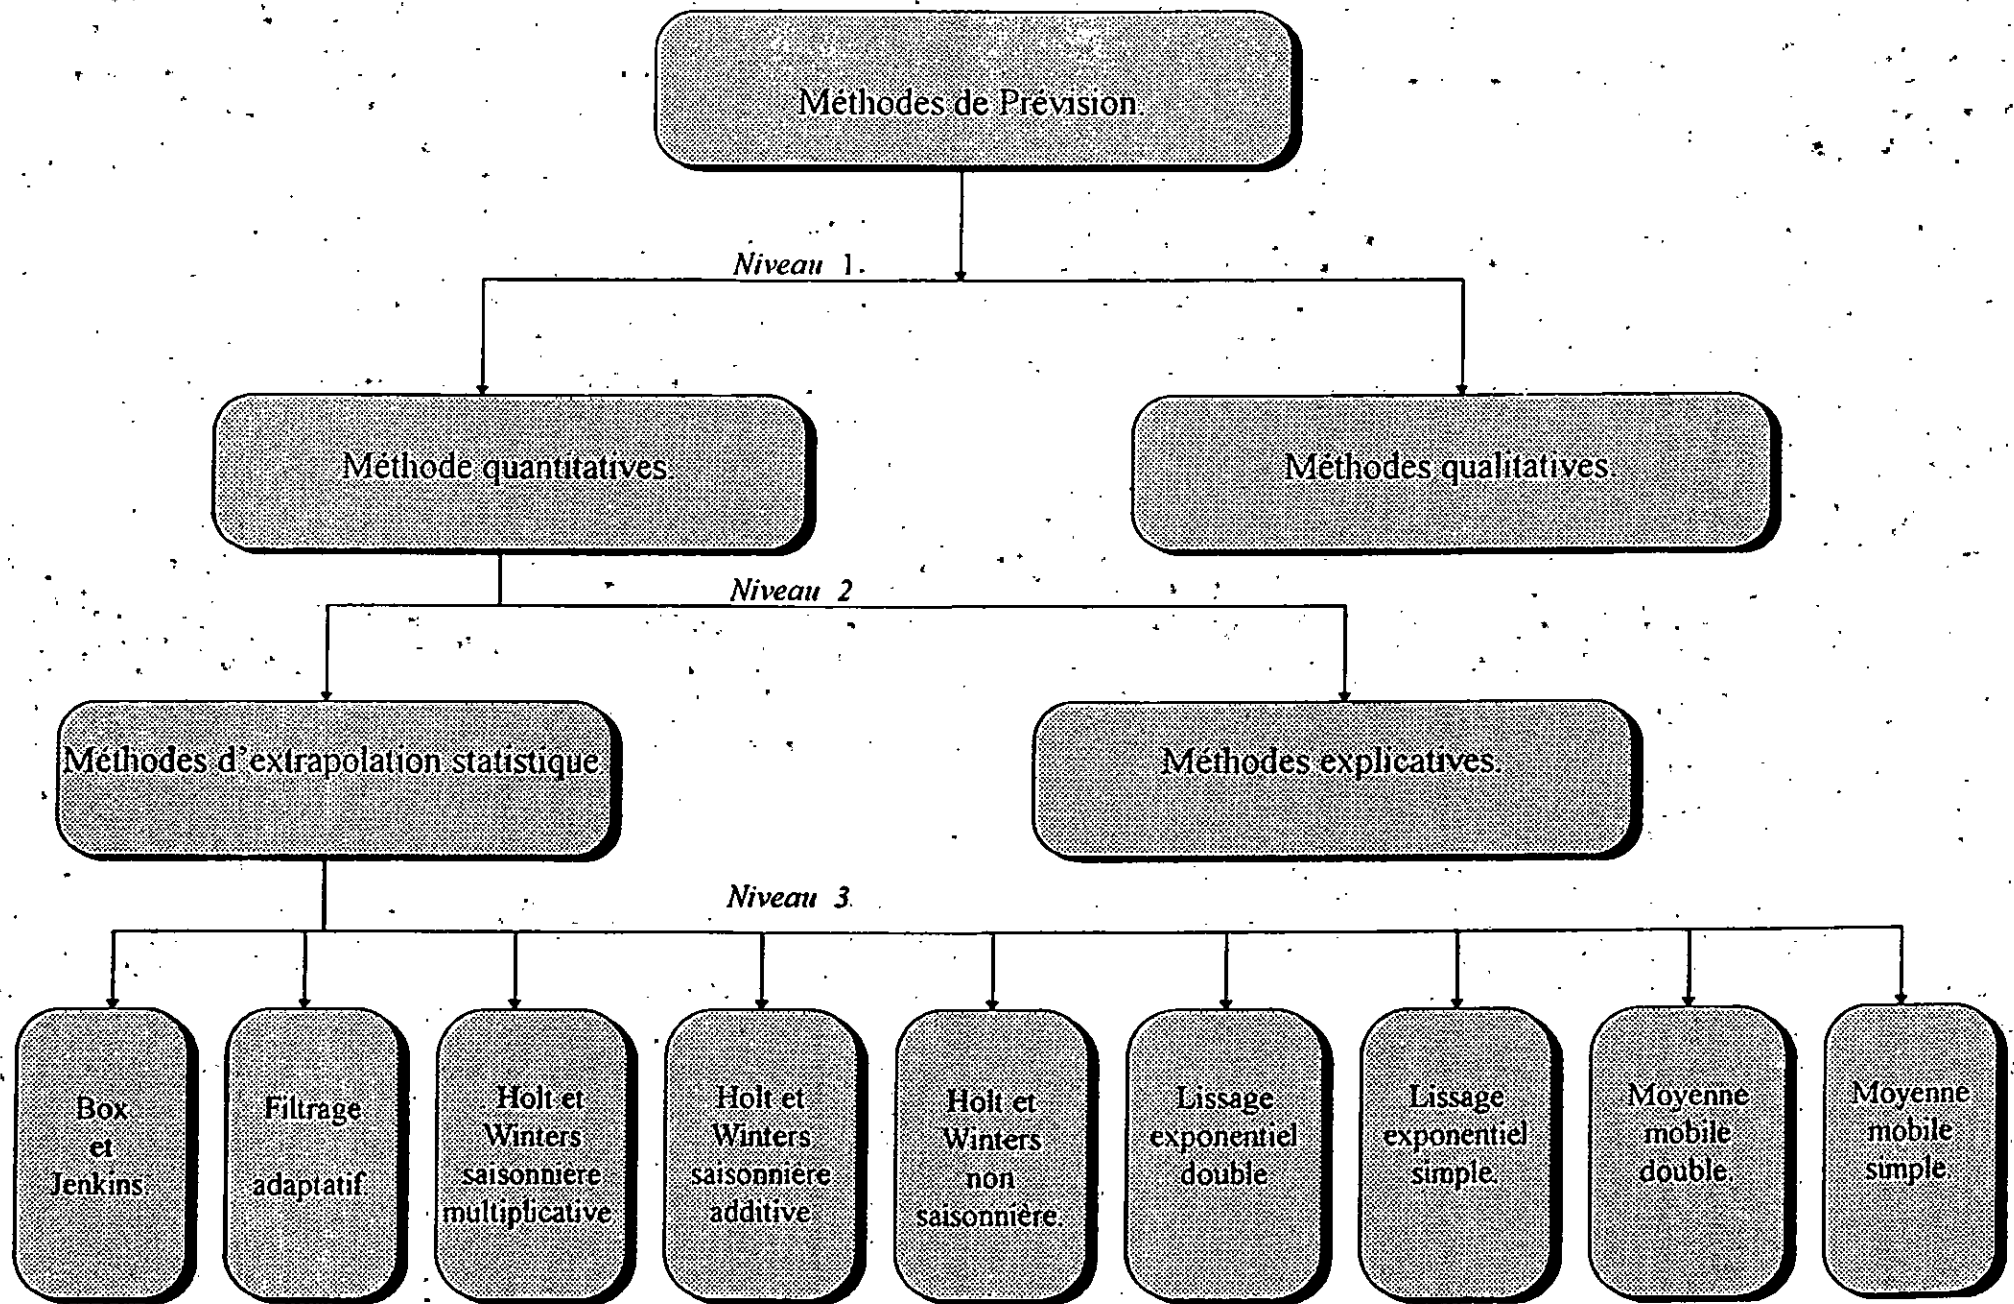 Méthodes de Prévision.
Niveau 1.
Méthode quantitatives.
Méthodes qualitatives.
Niveau 2
Méthodes d'extrapolation statistique
Méthodes explicatives.
Niveau 3.
Box
et
Jenkins.
Filtrage
adaptatif.
Holt et
Winters
saisonnière
multiplicative
Holt et
Winters
saisonnière
additive
Holt et
Winters
non
saisonnière.
Lissage
exponentiel
double
Lissage
exponentiel
simple.
Moyenne
mobile
double.
Moyenne
mobile
simple.